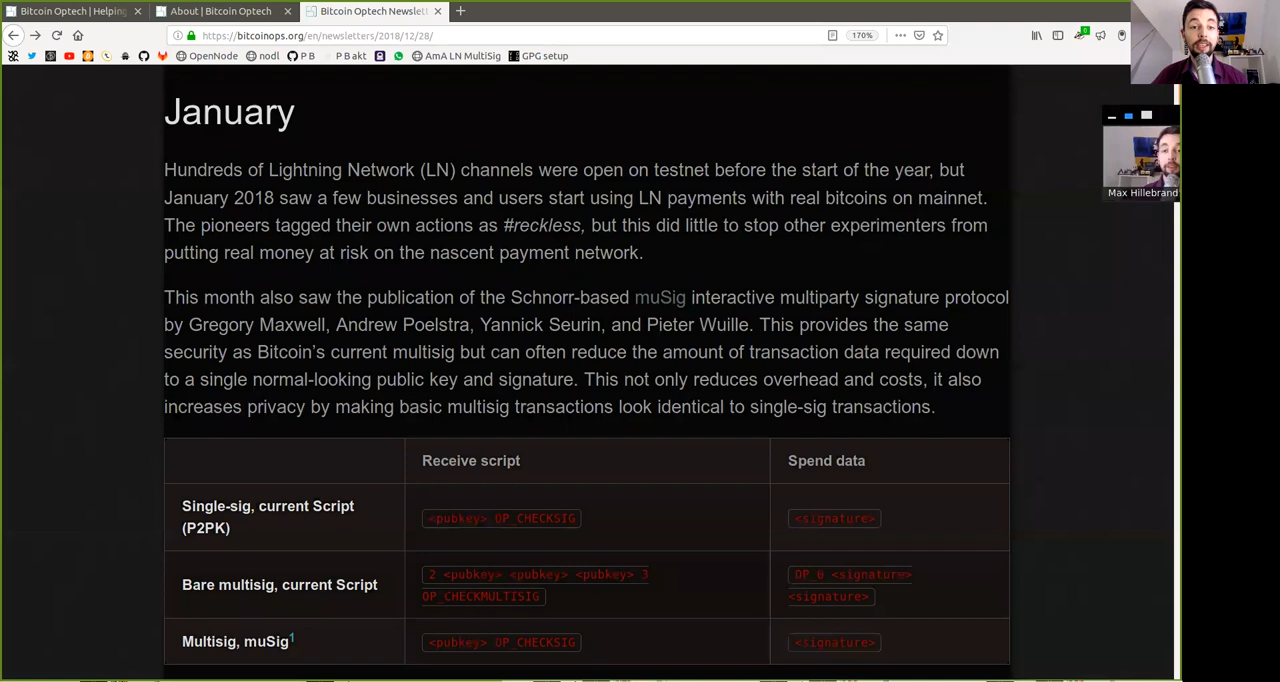 Bitcoin Optech | Helping
About | Bitcoin Optech
Bitcoin Optech Newslet
https://bitcoinops.org/en/newsletters/2018/12/28/
170%
0
OpenNode
nodl
P B
P B akt
AmA LN MultiSig
GPG setup
January
Hundreds of Lightning Network (LN) channels were open on testnet before the start of the year, but
January 2018 saw a few businesses and users start using LN payments with real bitcoins on mainnet.
The pioneers tagged their own actions as #reckless, but this did little to stop other experimenters from
putting real money at risk on the nascent payment network.
This month also saw the publication of the Schnorr-based muSig interactive multiparty signature protocol
by Gregory Maxwell, Andrew Poelstra, Yannick Seurin, and Pieter Wuille. This provides the same
security as Bitcoin’s current multisig but can often reduce the amount of transaction data required down
to a single normal-looking public key and signature. This not only reduces overhead and costs, it also
increases privacy by making basic multisig transactions look identical to single-sig transactions.
Receive script
Spend data
Single-sig, current Script
(P2PK)
<pubkey> OP_CHECKSIG
<signature>
Bare multisig, current Script
2 <pubkey> <pubkey> <pubkey> 3
OP_CHECKMULTISIG
OP_0 <signature>
<signature>
Multisig, muSig1
<pubkey> OP_CHECKSIG
<signature>
Max Hillebrand